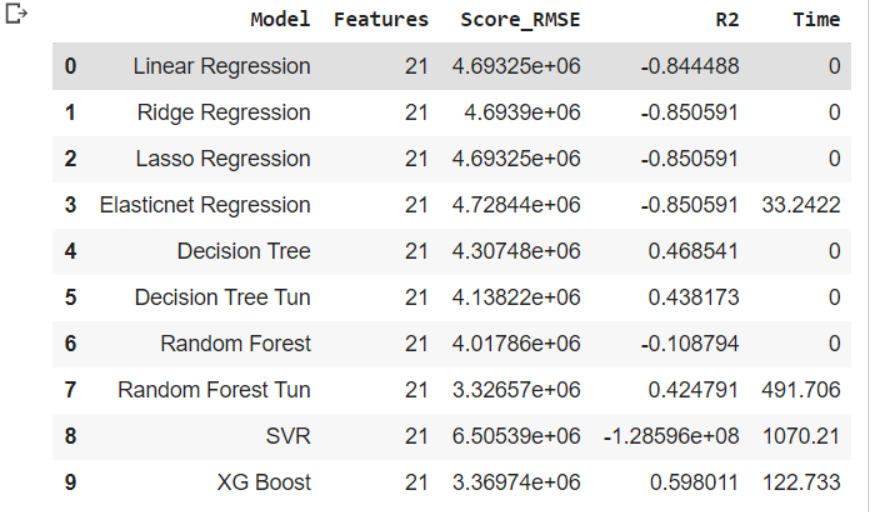 Model Features Score_RMSE R2 Time
0 Linear Regression 21 4.69325e+06 -0.844488 0
1 Ridge Regression 21 4.6939e+06 -0.850591 0
2 Lasso Regression 21 4.69325e+06 -0.850591 0
3 Elasticnet Regression 21 4.72844e+06 -0.850591 33.2422
4 Decision Tree 21 4.30748e+06 0.468541 0
5 Decision Tree Tun 21 4.13822e+06 0.438173 0
6 Random Forest 21 4.01786e+06 -0.108794 0
7 Random Forest Tun 21 3.32657e+06 0.424791 491.706
8 SVR 21 6.50539e+06 -1.28596e+08 1070.21
9 XG Boost 21 3.36974e+06 0.598011 122.733